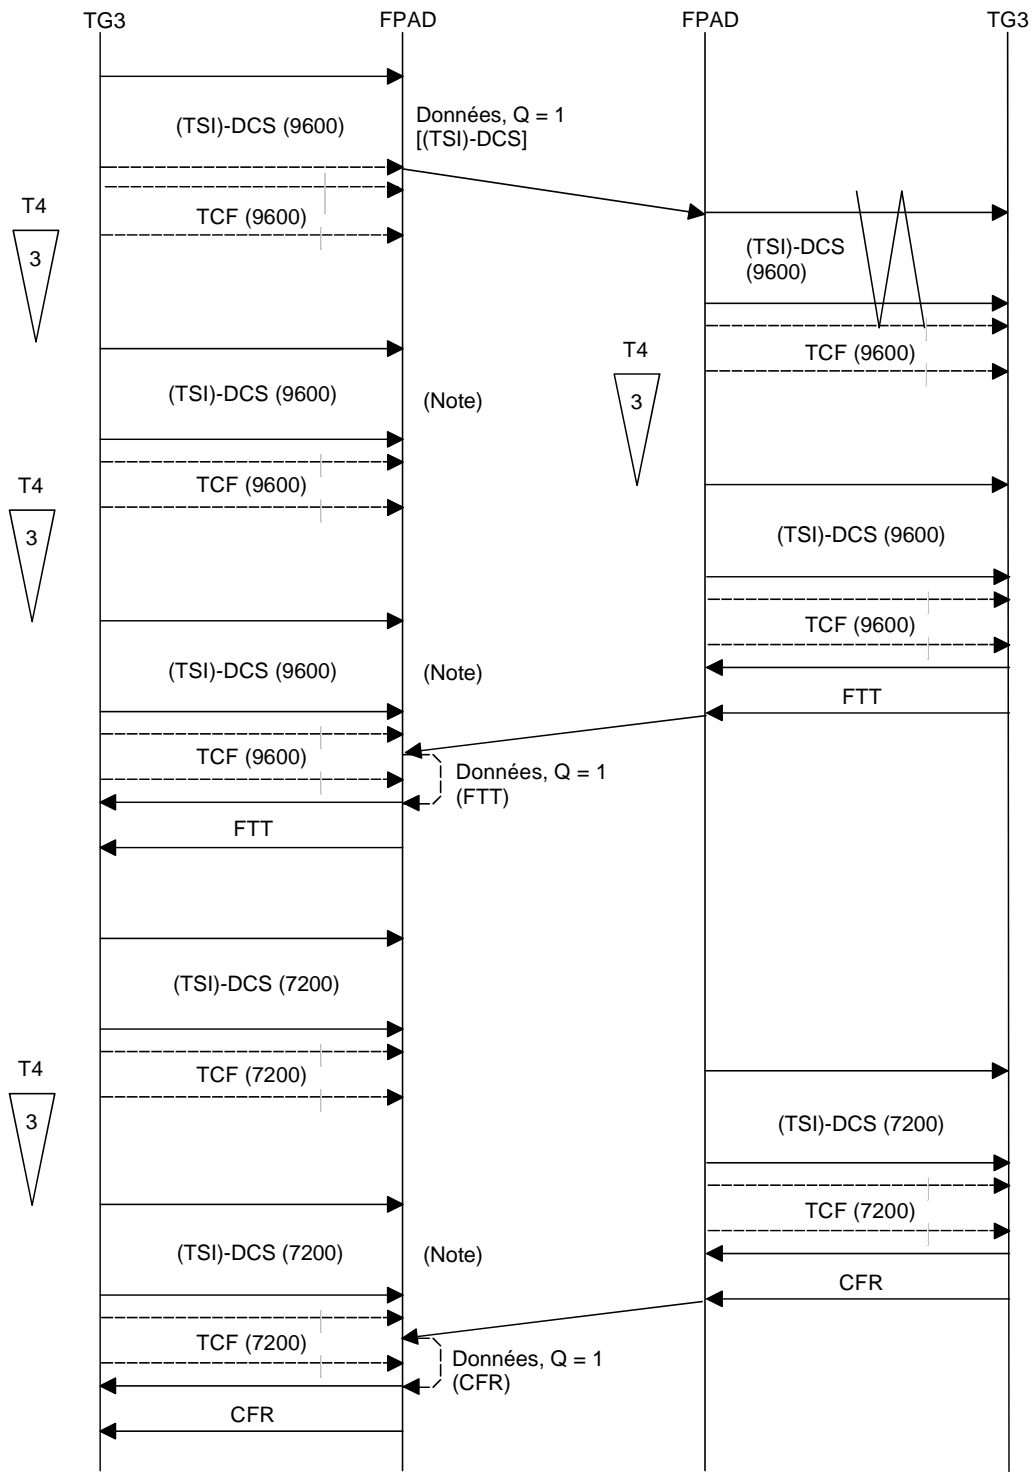 TG3 FPAD FPAD TG3
(TSI)-DCS (9600)
Données, Q = 1
[(TSI)-DCS]
T4
3
TCF (9600)
(TSI)-DCS
(9600)
TCF (9600)
T4
3
(TSI)-DCS (9600)
(Note)
T4
3
TCF (9600)
(TSI)-DCS (9600)
TCF (9600)
(TSI)-DCS (9600)
(Note)
FTT
TCF (9600)
Données, Q = 1
(FTT)
FTT
(TSI)-DCS (7200)
T4
3
TCF (7200)
(TSI)-DCS (7200)
TCF (7200)
(TSI)-DCS (7200)
(Note)
CFR
TCF (7200)
Données, Q = 1
(CFR)
CFR